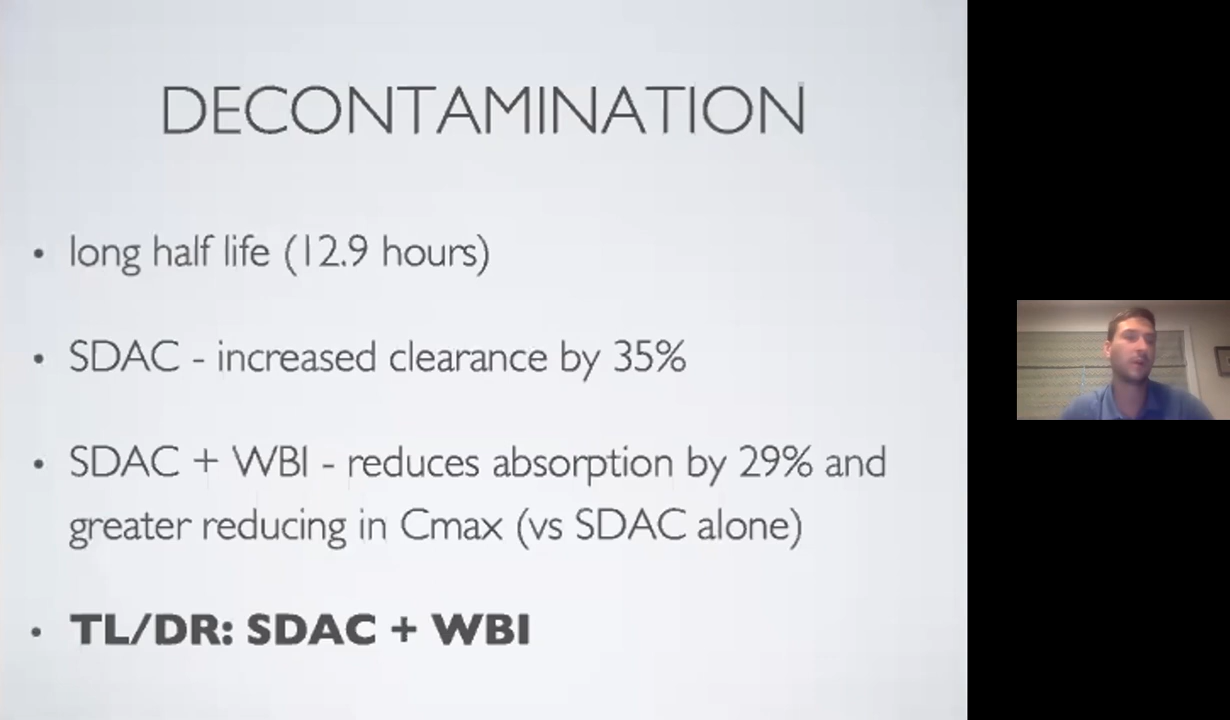 DECONTAMINATION
• long half life (12.9 hours)
• SDAC - increased clearance by 35%
• SDAC + WBI - reduces absorption by 29% and
greater reducing in Cmax (vs SDAC alone)
• TL/DR: SDAC + WBI